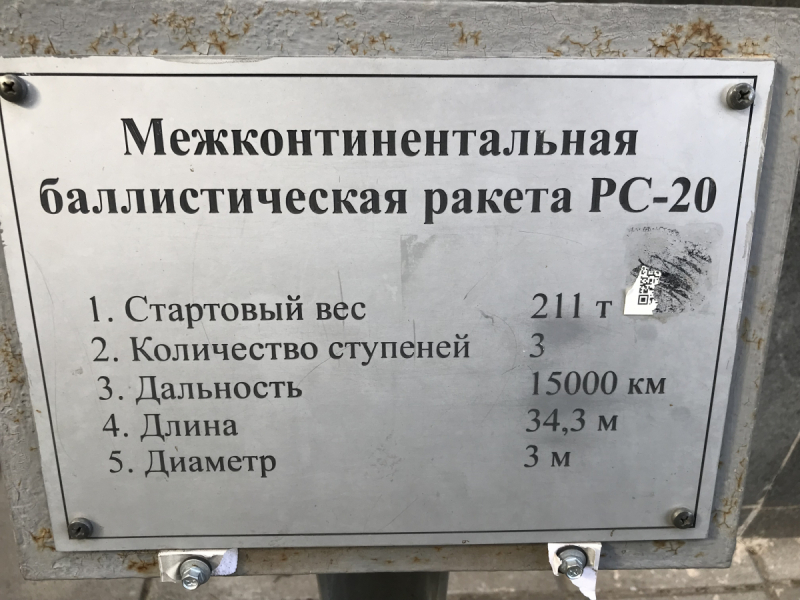 Межконтинентальная
баллистическая ракета РС-20
1. Стартовый вес 211 т
2. Количество ступеней 3
3. Дальность 15000 км
4. Длина 34,3 м
5. Диаметр 3 м